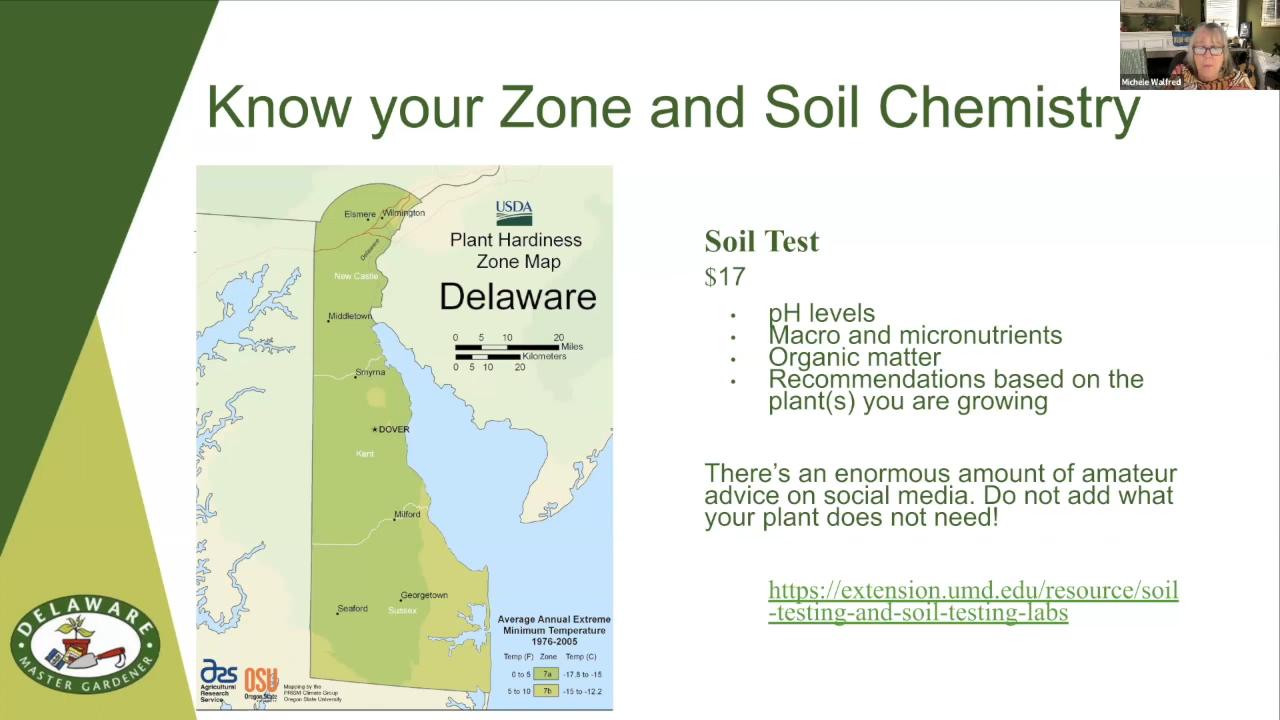 Michele Walfred
Know your Zone and Soil Chemistry
USDA
Plant Hardiness
Zone Map
Delaware
0 5 10 20
Miles
Kilometers
0 5 10 20
Elsmere
Wilmington
Delaware
New Castle
Middletown
Smyrna
DOVER
Kent
Milford
Georgetown
Seaford
Sussex
Average Annual Extreme
Minimum Temperature
1976-2005
Temp (F) Zone Temp (C)
0 to 5 7a -17.8 to -15
5 to 10 7b -15 to -12.2
ars
Agricultural
Research
Service
OSU
Oregon State
Mapping by the
PRISM Climate Group
Oregon State University
Soil Test
$17
• pH levels
• Macro and micronutrients
• Organic matter
• Recommendations based on the
plant(s) you are growing
There’s an enormous amount of amateur
advice on social media. Do not add what
your plant does not need!
https://extension.umd.edu/resource/soil
-testing-and-soil-testing-labs
DELAWARE
MASTER GARDENER